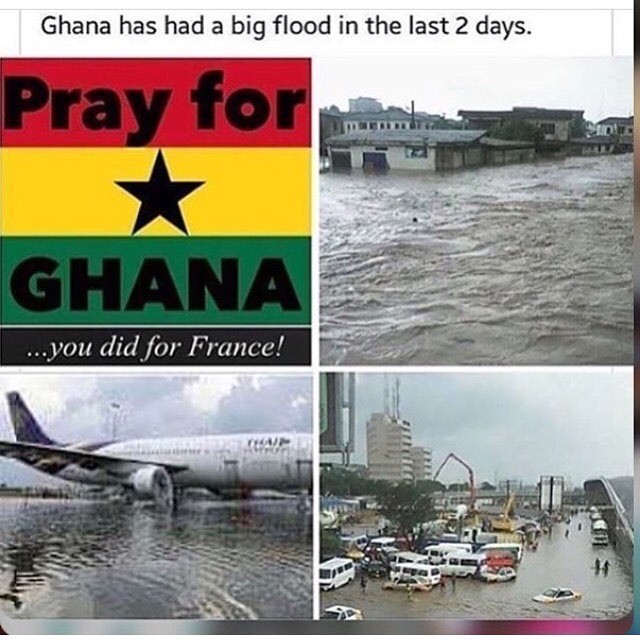 Ghana has had a big flood in the last 2 days.
Pray for
GHANA
...you did for France!
THAI